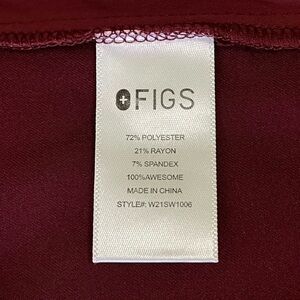 FIGS
72% POLYESTER
21% RAYON
7% SPANDEX
100%AWESOME
MADE IN CHINA
STYLE#: W21SW1006